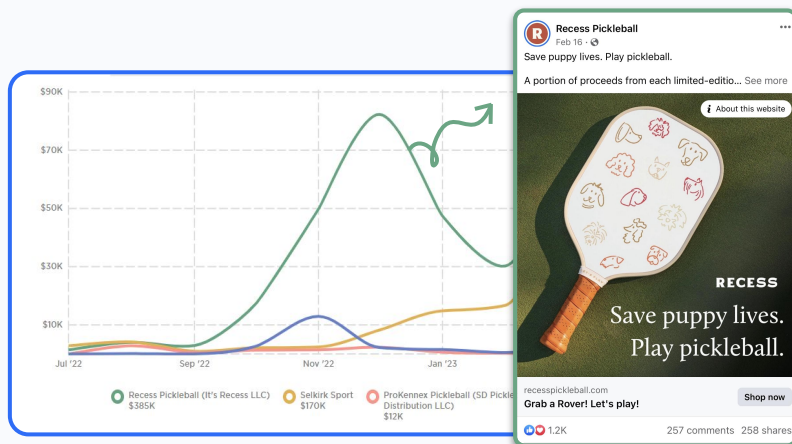 $90K
$70K
$50K
$30K
$10K
Jul '22
Sep '22
Nov '22
Jan '23
Recess Pickleball (It's Recess LLC)
$385K
Selkirk Sport
$170K
ProKennex Pickleball (SD Pickle
Distribution LLC)
$12K
R
Recess Pickleball
Feb 16 ·
Save puppy lives. Play pickleball.
A portion of proceeds from each limited-editio... See more
i About this website
RECESS
Save puppy lives.
Play pickleball.
recesspickleball.com
Grab a Rover! Let's play!
Shop now
1.2K
257 comments 258 shares